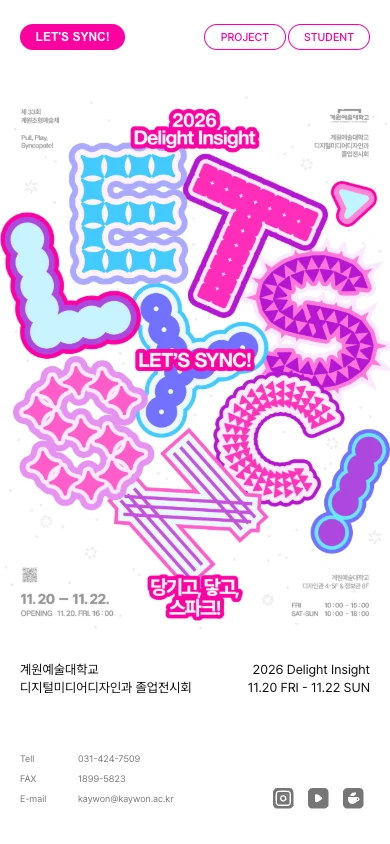 LET'S SYNC!
PROJECT
STUDENT
제 33회
계원조형예술제
Pull, Play,
Syncopate!
계원예술대학교
계원예술대학교
디지털미디어디자인과
졸업전시회
2026
Delight Insight
LET'S SYNC!
LET'S SYNC!
당기고, 닿고,
스파크!
11. 20 – 11. 22.
OPENING 11. 20. FRI. 16 : 00
계원예술대학교
디자인관 4-5F & 정보관 6F
FRI 10 : 00 - 15 : 00
SAT-SUN 10 : 00 - 18 : 00
계원예술대학교
디지털미디어디자인과 졸업전시회
2026 Delight Insight
11.20 FRI - 11.22 SUN
Tell 031-424-7509
FAX 1899-5823
E-mail kaywon@kaywon.ac.kr